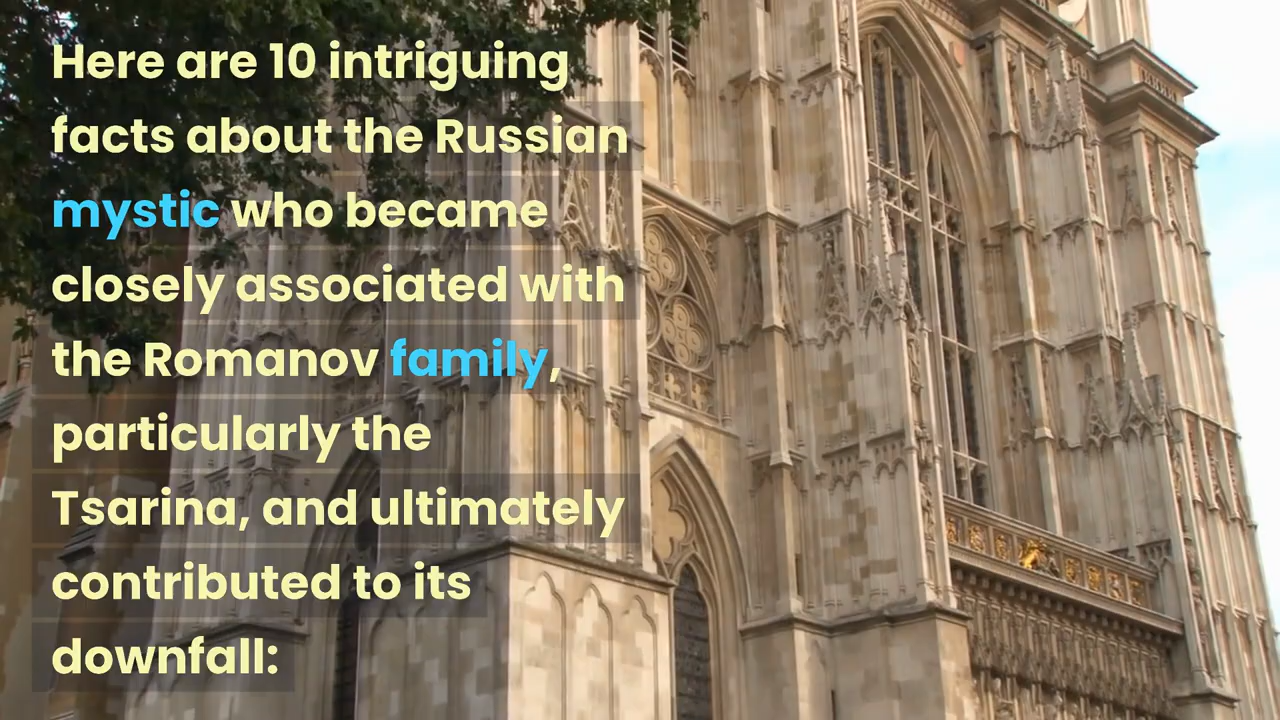 Here are 10 intriguing
facts about the Russian
mystic who became
closely associated with
the Romanov family,
particularly the
Tsarina, and ultimately
contributed to its
downfall: